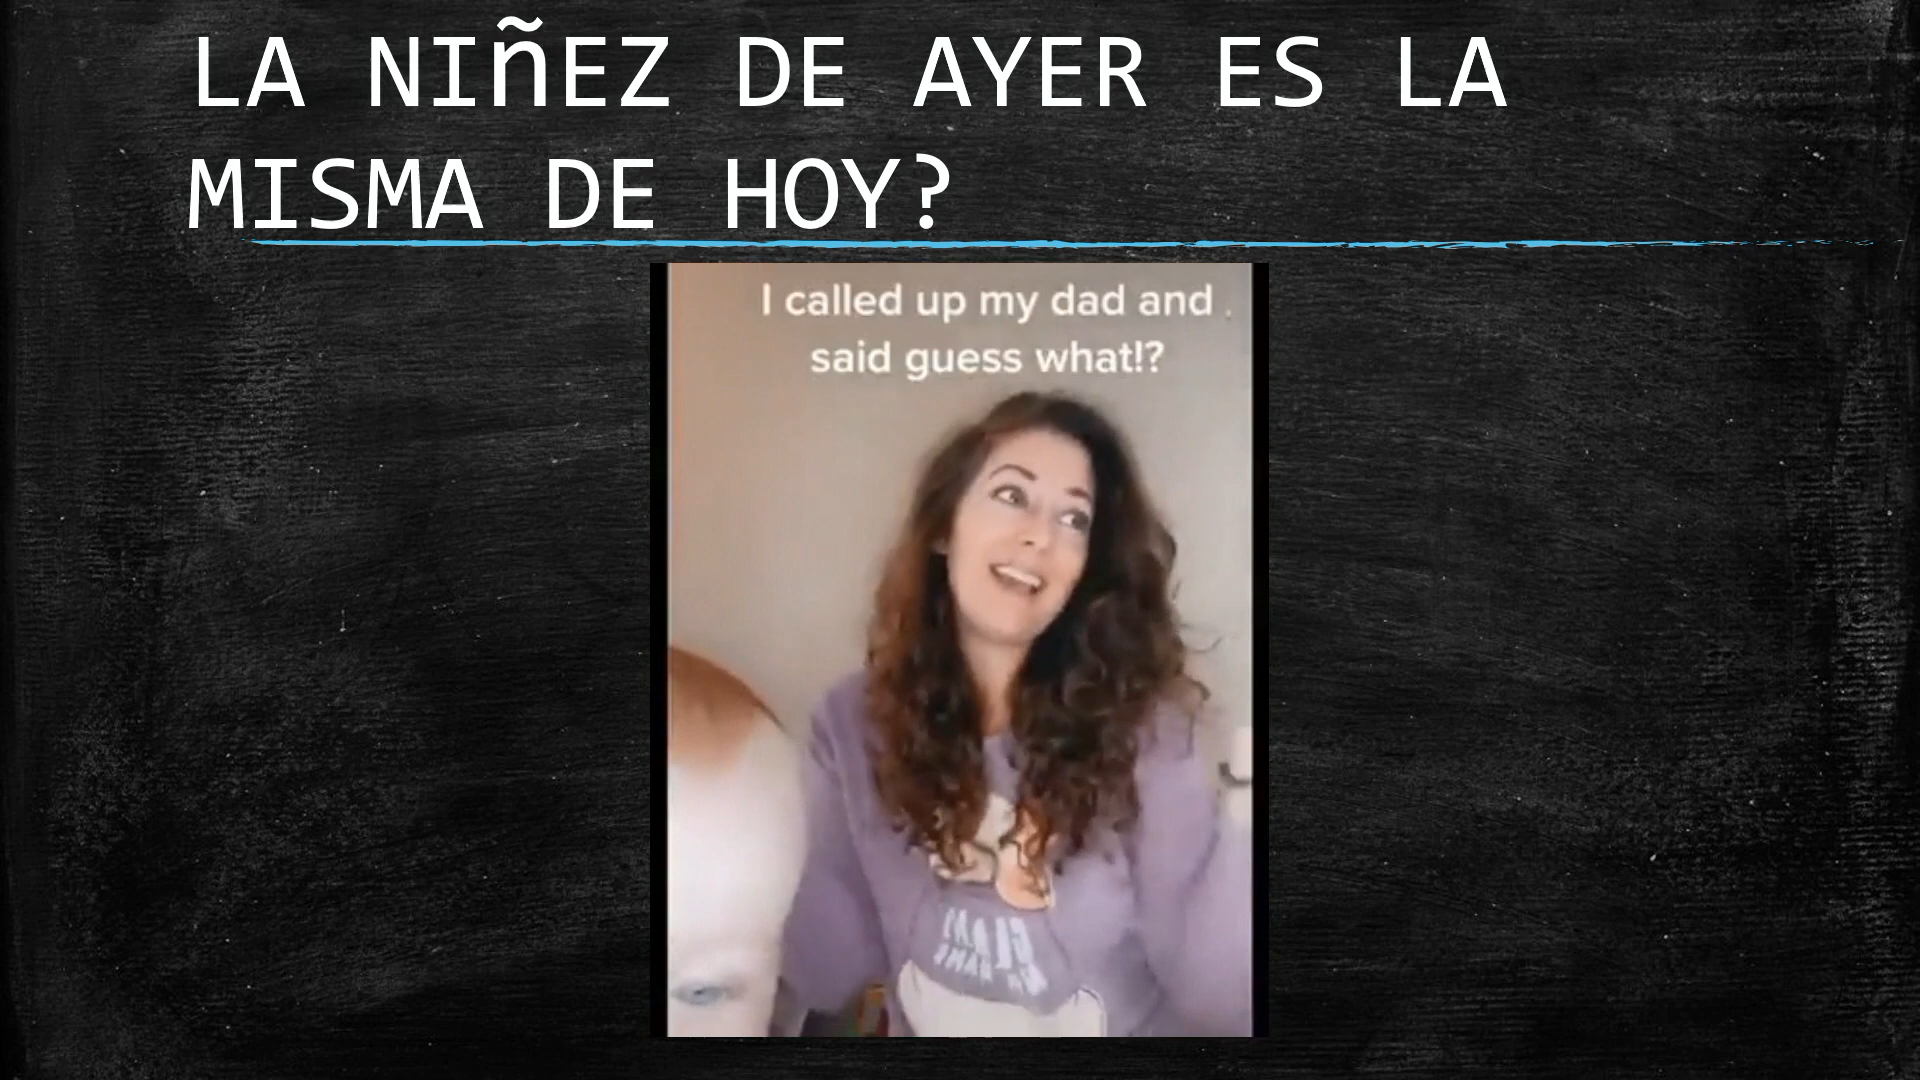 LA NIñEZ DE AYER ES LA
MISMA DE HOY?
I called up my dad and
said guess what!?